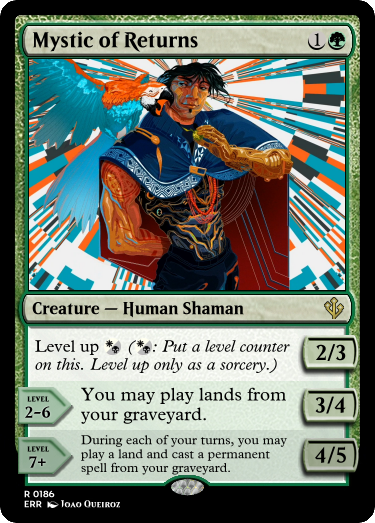 Mystic of Returns 1
Creature — Human Shaman
Level up (: Put a level counter
on this. Level up only as a sorcery.)
2/3
LEVEL
2-6
You may play lands from
your graveyard.
3/4
LEVEL
7+
During each of your turns, you may
play a land and cast a permanent
spell from your graveyard.
4/5
R 0186
ERR Joao Queiroz